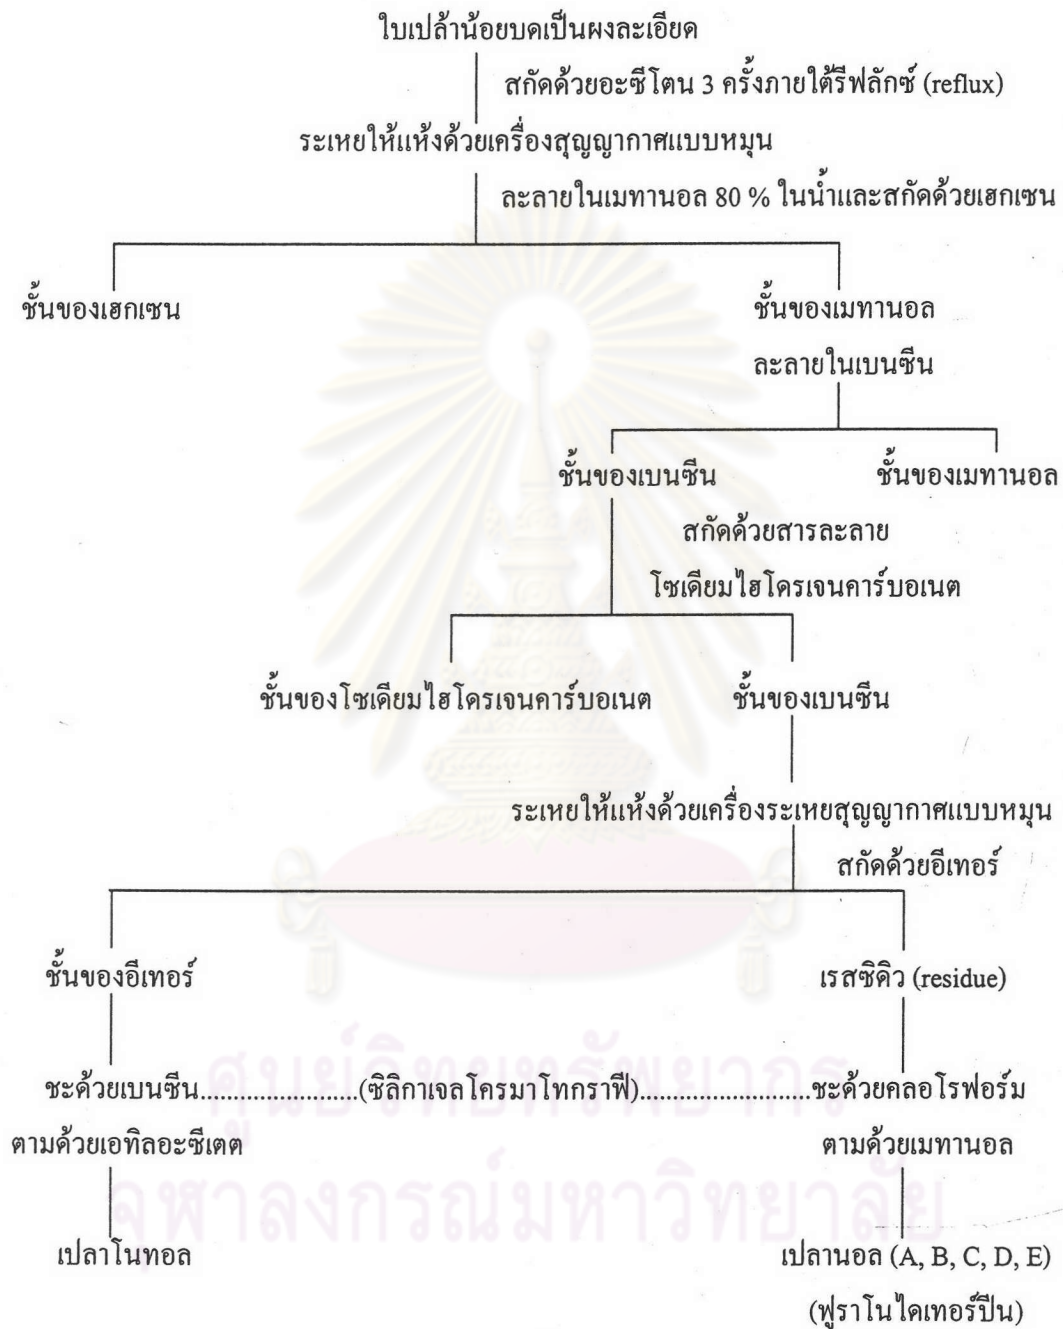 ใบเปล้าน้อยบดเป็นผงละเอียด
สกัดด้วยอะซีโตน 3 ครั้งภายใต้รีฟลักซ์ (reflux)
ระเหยให้แห้งด้วยเครื่องสุญญากาศแบบหมุน
ละลายในเมทานอล 80 % ในน้ำและสกัดด้วยเฮกเซน
ชั้นของเฮกเซน
ชั้นของเมทานอล
ละลายในเบนซีน
ชั้นของเบนซีน
ชั้นของเมทานอล
สกัดด้วยสารละลาย
โซเดียมไฮโดรเจนคาร์บอเนต
ชั้นของโซเดียมไฮโดรเจนคาร์บอเนต
ชั้นของเบนซีน
ระเหยให้แห้งด้วยเครื่องระเหยสุญญากาศแบบหมุน
สกัดด้วยอีเทอร์
ชั้นของอีเทอร์
เรสซิดิว (residue)
ชะด้วยเบนซีน........................(ซิลิกาเจลโครมาโทกราฟี)..........................ชะด้วยคลอโรฟอร์ม
ตามด้วยเอทิลอะซีเตต
ตามด้วยเมทานอล
เปลาโนทอล
เปลานอล (A, B, C, D, E)
(ฟูราโนไดเทอร์ปีน)
ศูนย์วิทยทรัพยากร
จุฬาลงกรณ์มหาวิทยาลัย